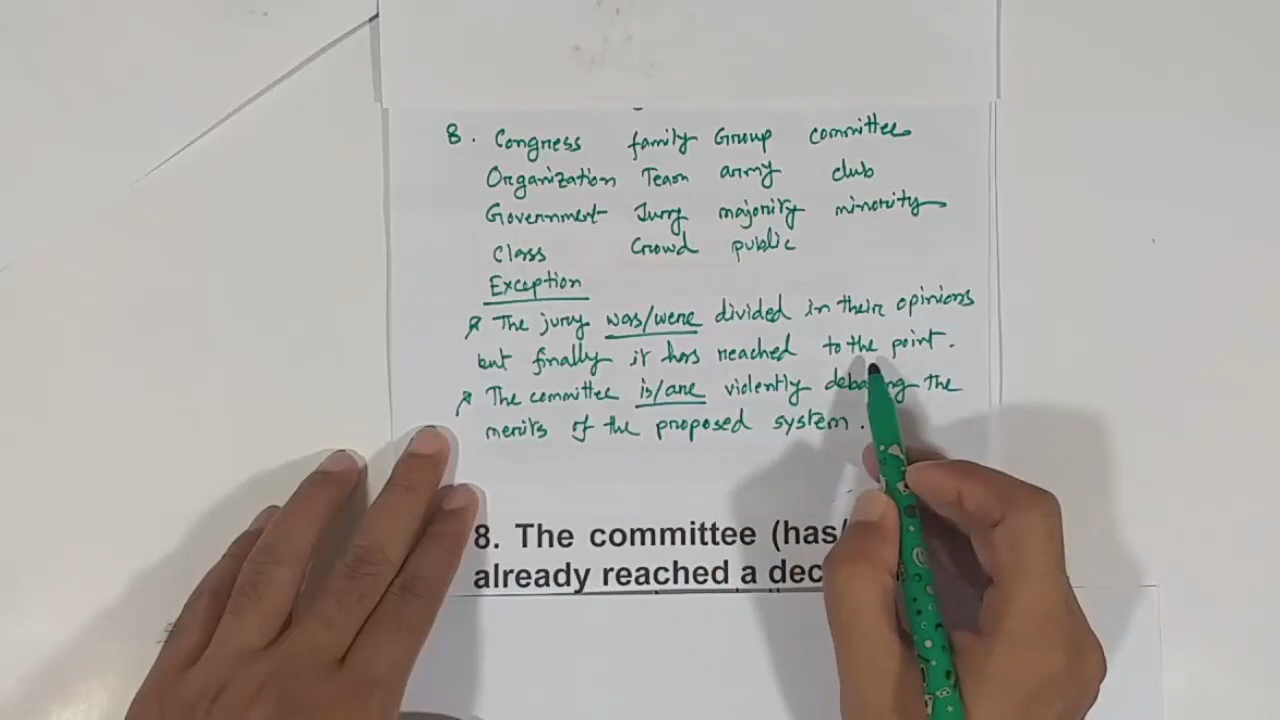 8. Congress family Group committee
Organization Team army club
Government Jury majority minority
Class Crowd public
Exception
The jury was/were divided in their opinions
but finally it has reached to the point.
The committee is/are violently debating the
merits of the proposed system.
8. The committee (has/
already reached a dec